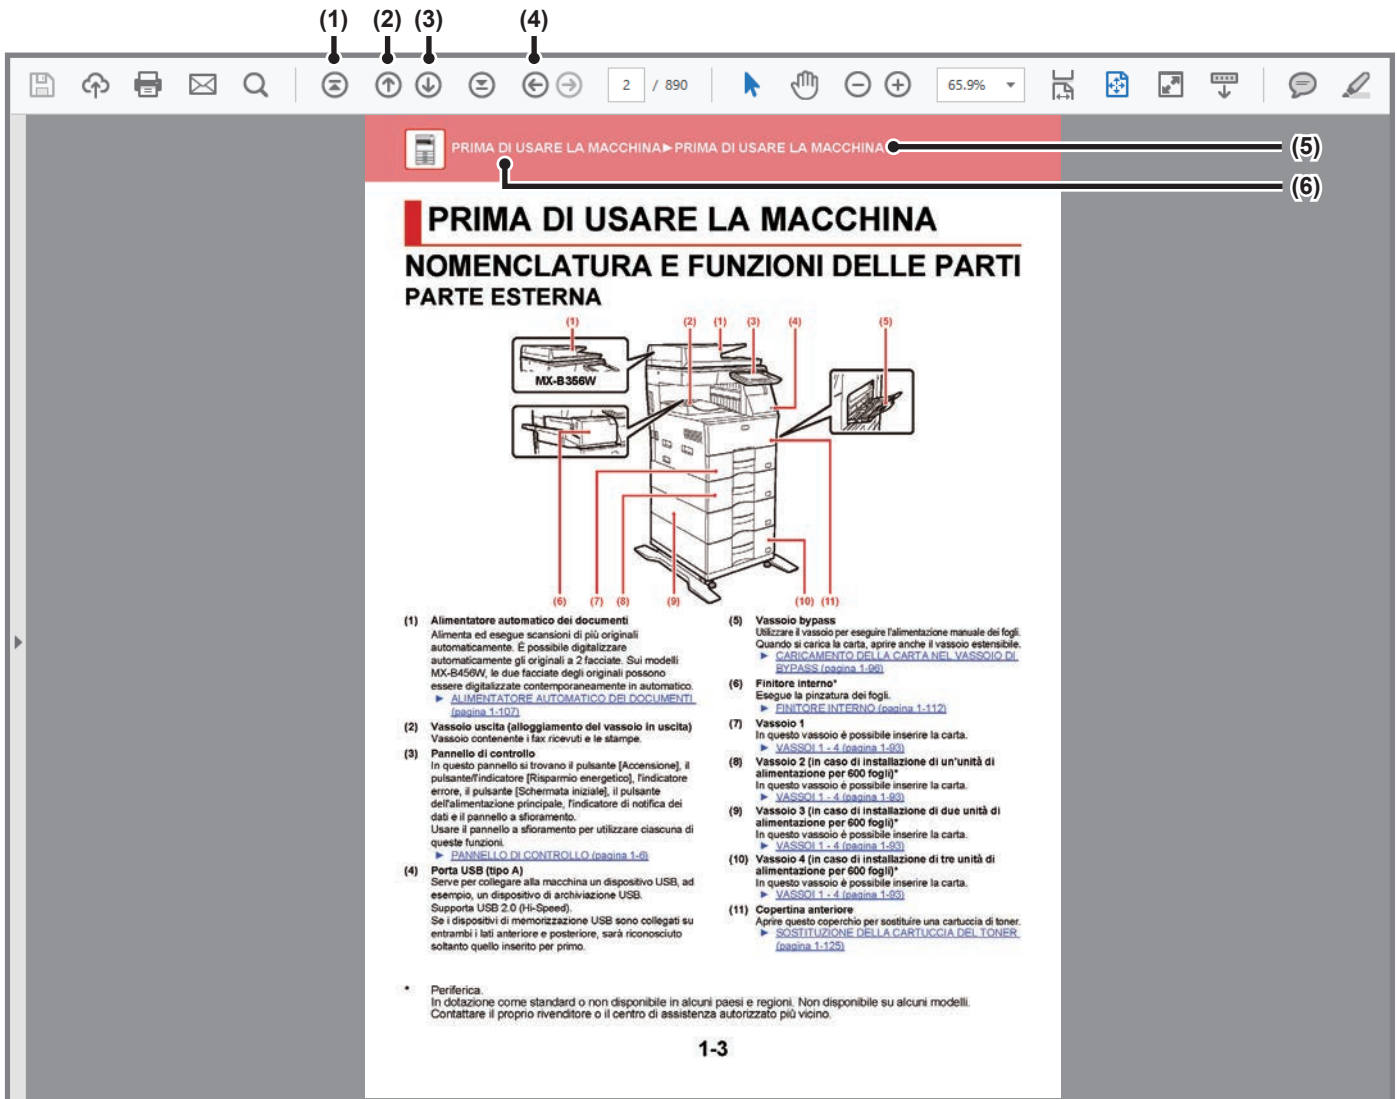 (1) (2) (3) (4)
2 / 890 65.9%
PRIMA DI USARE LA MACCHINA►PRIMA DI USARE LA MACCHINA
(5)
(6)
PRIMA DI USARE LA MACCHINA
NOMENCLATURA E FUNZIONI DELLE PARTI
PARTE ESTERNA
(1) (2) (1) (3) (4) (5)
MX-B356W
(6) (7) (8) (9) (10) (11)
(1) Alimentatore automatico dei documenti
Alimenta ed esegue scansioni di più originali
automaticamente. È possibile digitalizzare
automaticamente gli originali a 2 facciate. Sui modelli
MX-B456W, le due facciate degli originali possono
essere digitalizzate contemporaneamente in automatico.
► ALIMENTATORE AUTOMATICO DEI DOCUMENTI
(pagina 1-107)
(2) Vassoio uscita (alloggiamento del vassoio in uscita)
Vassoio contenente i fax ricevuti e le stampe.
(3) Pannello di controllo
In questo pannello si trovano il pulsante [Accensione], il
pulsante/l'indicatore [Risparmio energetico], l'indicatore
errore, il pulsante [Schermata iniziale], il pulsante
dell'alimentazione principale, l'indicatore di notifica dei
dati e il pannello a sfioramento.
Usare il pannello a sfioramento per utilizzare ciascuna di
queste funzioni.
► PANNELLO DI CONTROLLO (pagina 1-6)
(4) Porta USB (tipo A)
Serve per collegare alla macchina un dispositivo USB, ad
esempio, un dispositivo di archiviazione USB.
Supporta USB 2.0 (Hi-Speed).
Se i dispositivi di memorizzazione USB sono collegati su
entrambi i lati anteriore e posteriore, sarà riconosciuto
soltanto quello inserito per primo.
(5) Vassoio bypass
Utilizzare il vassoio per eseguire l'alimentazione manuale dei fogli.
Quando si carica la carta, aprire anche il vassoio estensibile.
► CARICAMENTO DELLA CARTA NEL VASSOIO DI
BYPASS (pagina 1-96)
(6) Finitore interno*
Esegue la pinzatura dei fogli.
► FINITORE INTERNO (pagina 1-112)
(7) Vassoio 1
In questo vassoio è possibile inserire la carta.
► VASSOI 1 - 4 (pagina 1-93)
(8) Vassoio 2 (in caso di installazione di un'unità di
alimentazione per 600 fogli)*
In questo vassoio è possibile inserire la carta.
► VASSOI 1 - 4 (pagina 1-93)
(9) Vassoio 3 (in caso di installazione di due unità di
alimentazione per 600 fogli)*
In questo vassoio è possibile inserire la carta.
► VASSOI 1 - 4 (pagina 1-93)
(10) Vassoio 4 (in caso di installazione di tre unità di
alimentazione per 600 fogli)*
In questo vassoio è possibile inserire la carta.
► VASSOI 1 - 4 (pagina 1-93)
(11) Copertina anteriore
Aprire questo coperchio per sostituire una cartuccia di toner.
► SOSTITUZIONE DELLA CARTUCCIA DEL TONER
(pagina 1-125)
* Periferica.
In dotazione come standard o non disponibile in alcuni paesi e regioni. Non disponibile su alcuni modelli.
Contattare il proprio rivenditore o il centro di assistenza autorizzato più vicino.
1-3